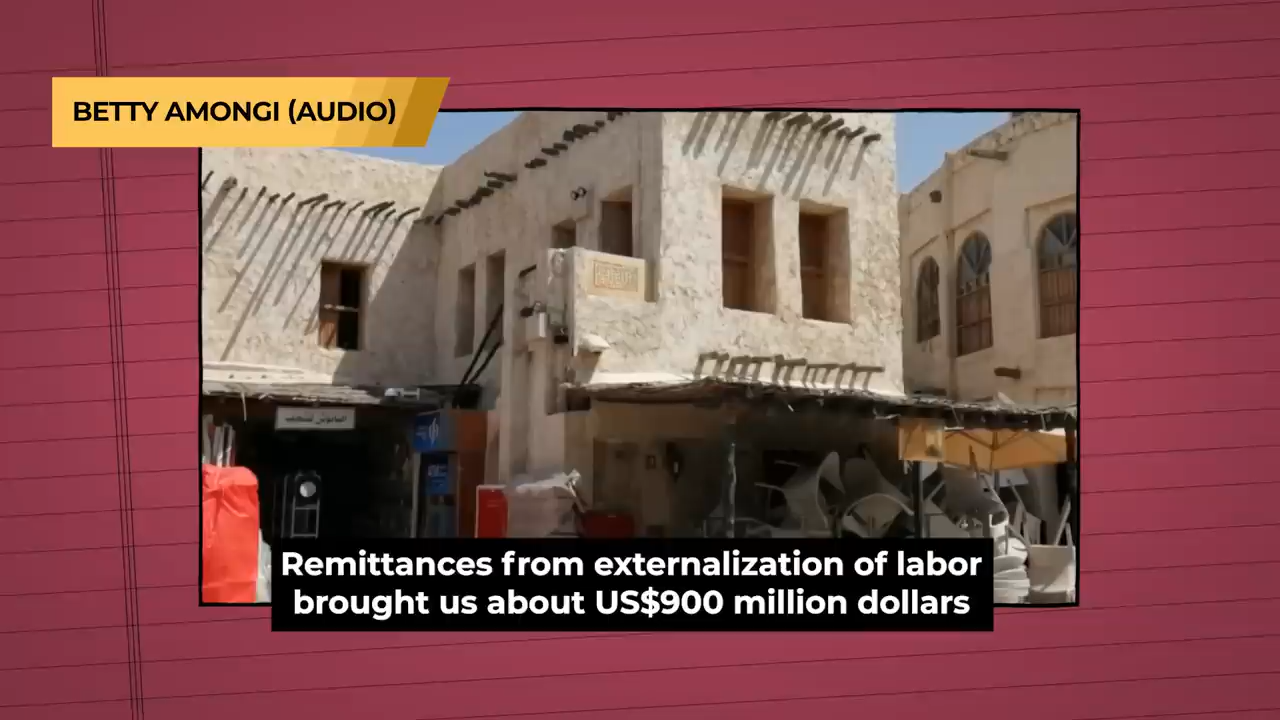 BETTY AMONGI (AUDIO)
Remittances from externalization of labor
brought us about US$900 million dollars